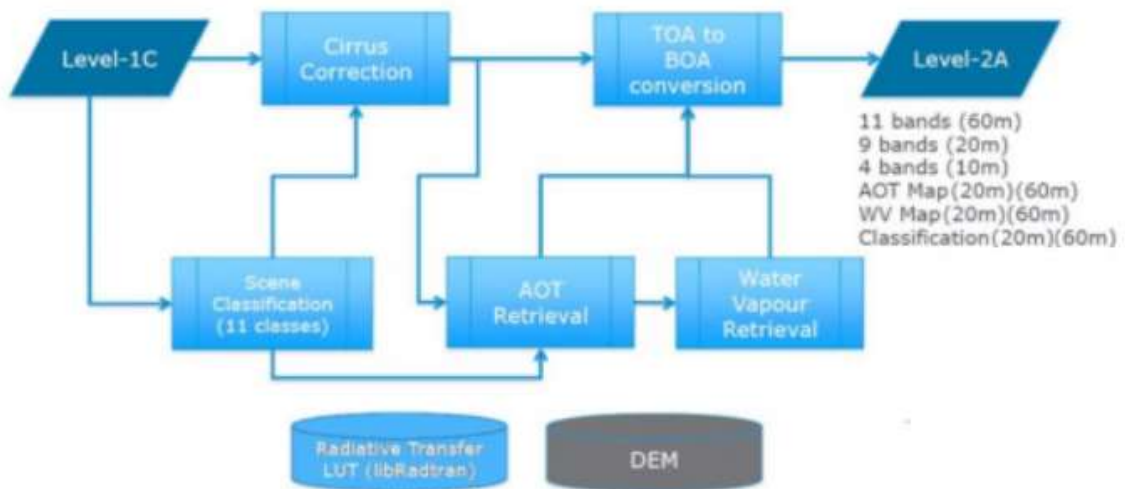 Level-1C
Cirrus
Correction
TOA to
BOA
conversion
Level-2A
11 bands (60m)
9 bands (20m)
4 bands (10m)
AOT Map(20m)(60m)
WV Map(20m)(60m)
Classification(20m)(60m)
Scene
Classification
(11 classes)
AOT
Retrieval
Water
Vapour
Retrieval
Radiative Transfer
LUT (libRadtran)
DEM